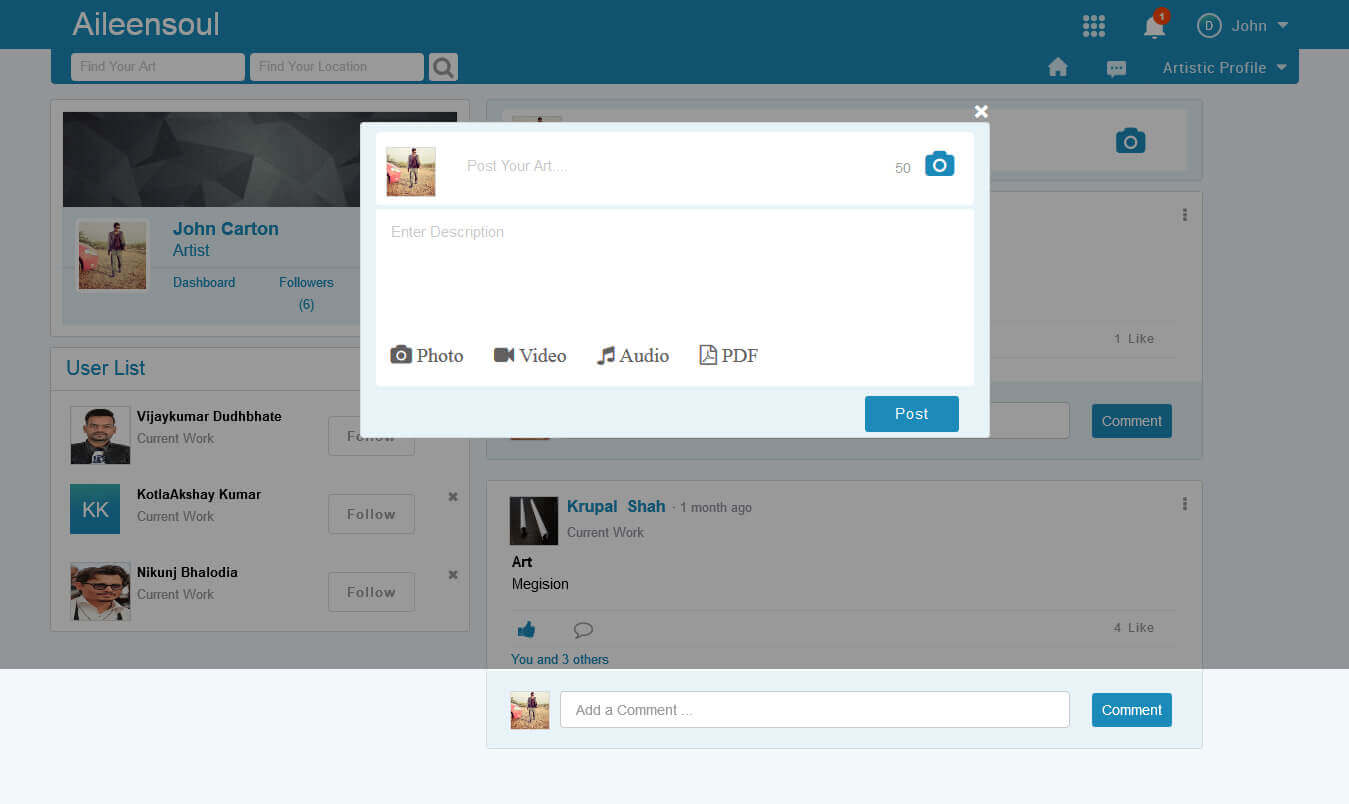 Aileensoul
1
D John
Find Your Art Find Your Location
Artistic Profile
Post Your Art....
50
Enter Description
Photo Video Audio PDF
Post
John Carton
Artist
Dashboard Followers
(6)
User List
Vijaykumar Dudhbhate
Current Work
Follow
KK
KotlaAkshay Kumar
Current Work
Follow
Nikunj Bhalodia
Current Work
Follow
1 Like
Comment
Krupal Shah · 1 month ago
Current Work
Art
Megision
4 Like
You and 3 others
Add a Comment ...
Comment